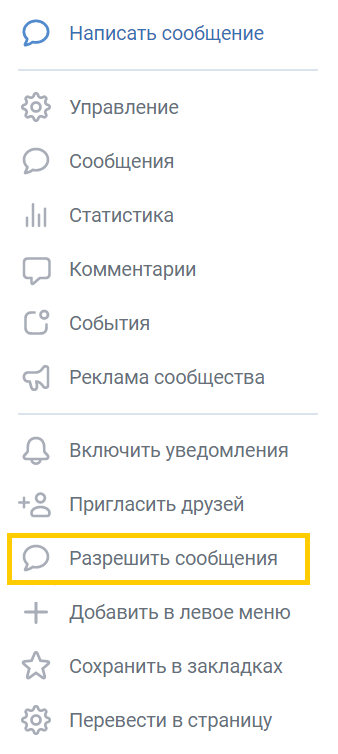 Написать сообщение
Управление
Сообщения
Статистика
Комментарии
События
Реклама сообщества
Включить уведомления
Пригласить друзей
Разрешить сообщения
Добавить в левое меню
Сохранить в закладках
Перевести в страницу